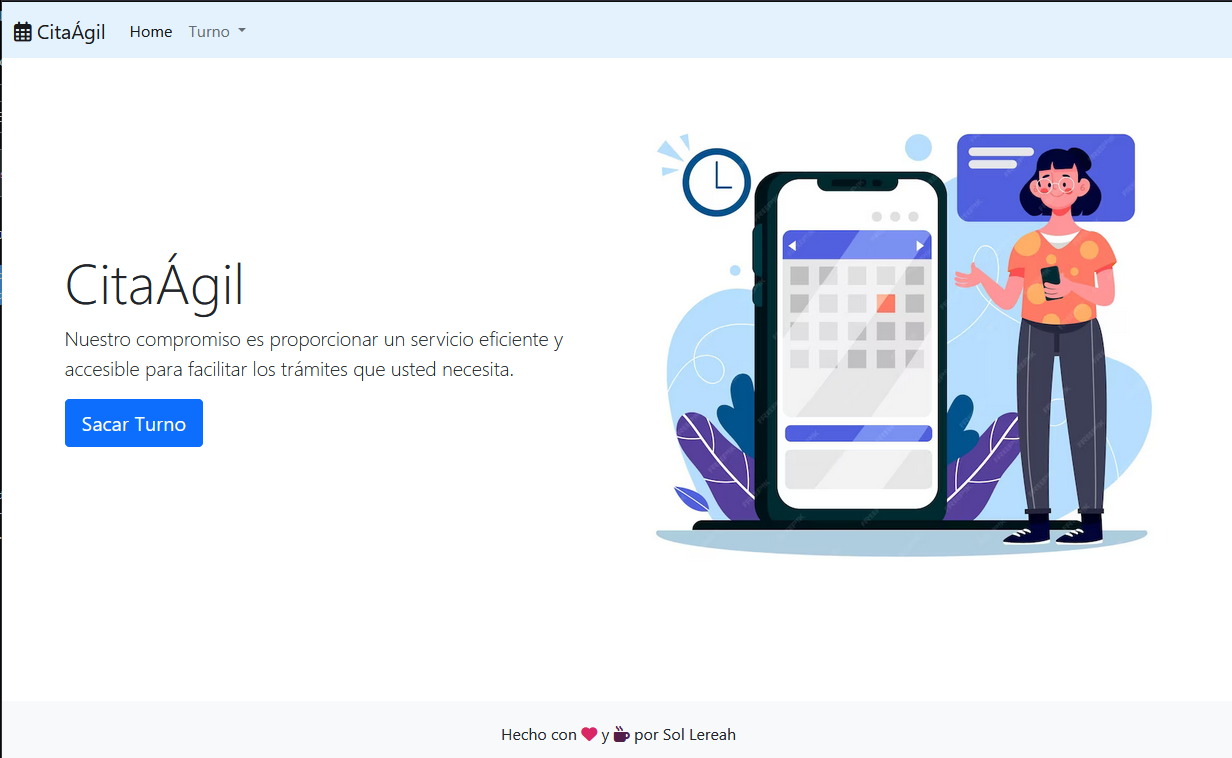 CitaÁgil Home Turno
CitaÁgil
Nuestro compromiso es proporcionar un servicio eficiente y
accesible para facilitar los trámites que usted necesita.
Sacar Turno
Hecho con y por Sol Lereah